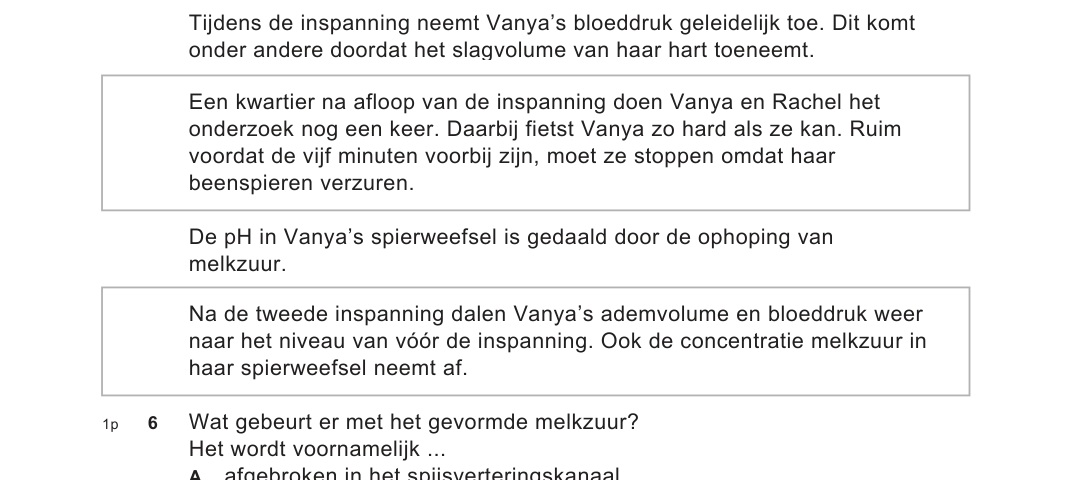 Tijdens de inspanning neemt Vanya’s bloeddruk geleidelijk toe. Dit komt
onder andere doordat het slagvolume van haar hart toeneemt.
Een kwartier na afloop van de inspanning doen Vanya en Rachel het
onderzoek nog een keer. Daarbij fietst Vanya zo hard als ze kan. Ruim
voordat de vijf minuten voorbij zijn, moet ze stoppen omdat haar
beenspieren verzuren.
De pH in Vanya’s spierweefsel is gedaald door de ophoping van
melkzuur.
Na de tweede inspanning dalen Vanya’s ademvolume en bloeddruk weer
naar het niveau van vóór de inspanning. Ook de concentratie melkzuur in
haar spierweefsel neemt af.
1p 6 Wat gebeurt er met het gevormde melkzuur?
Het wordt voornamelijk ...
A afgebroken in het spijsverteringskanaal